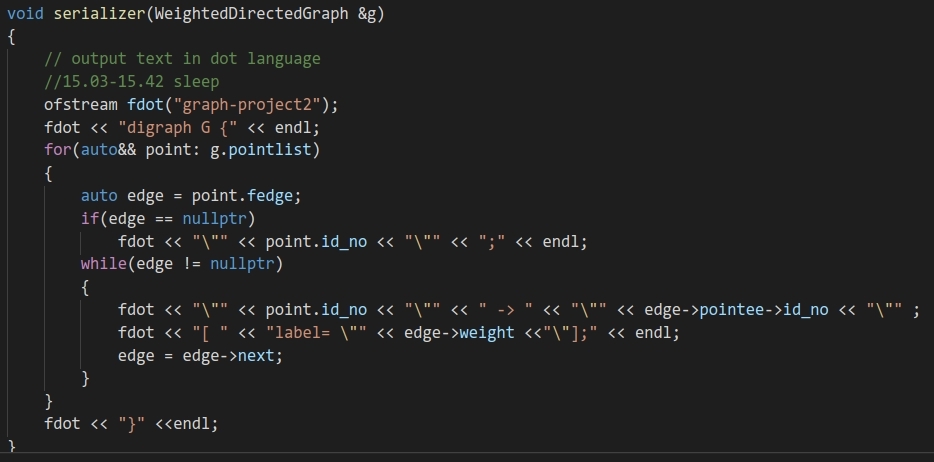 void serializer(WeightedDirectedGraph &g)
{
    // output text in dot language
    //15.03-15.42 sleep
    ofstream fdot("graph-project2");
    fdot << "digraph G {" << endl;
    for(auto&& point: g.pointlist)
    {
        auto edge = point.fedge;
        if(edge == nullptr)
            fdot << "\"" << point.id_no << "\"" << ";" << endl;
        while(edge != nullptr)
        {
            fdot << "\"" << point.id_no << "\"" << " -> " << "\"" << edge->pointee->id_no << "\"" ;
            fdot << "[ " << "label= \"" << edge->weight <<"\"];" << endl;
            edge = edge->next;
        }
    }
    fdot << "}" <<endl;
}